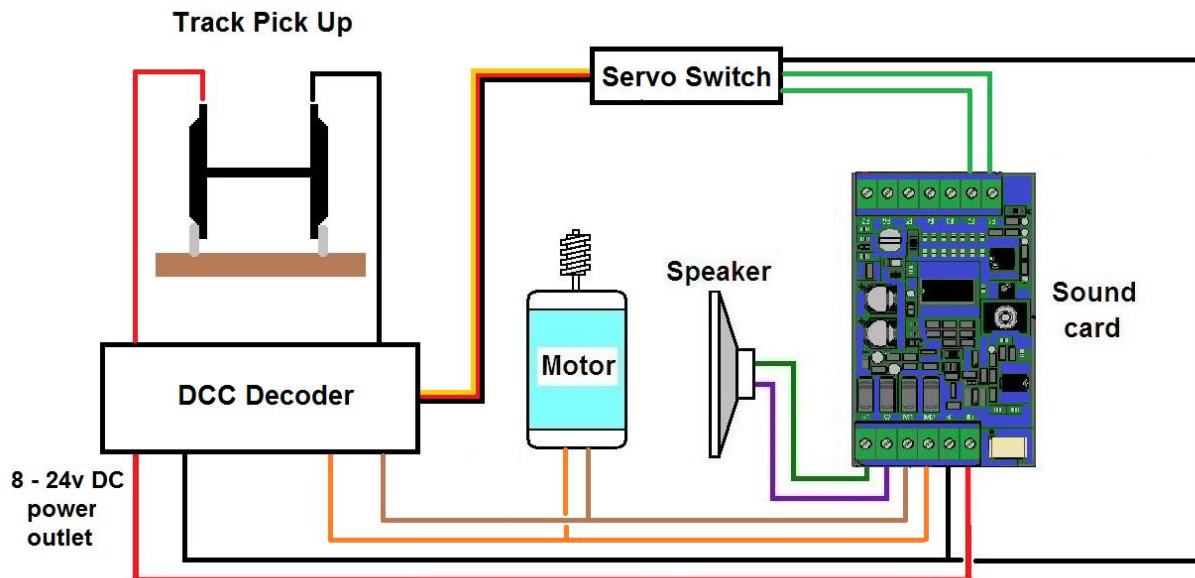 Track Pick Up
Servo Switch
Speaker
Sound
card
Motor
DCC Decoder
8 - 24v DC
power
outlet